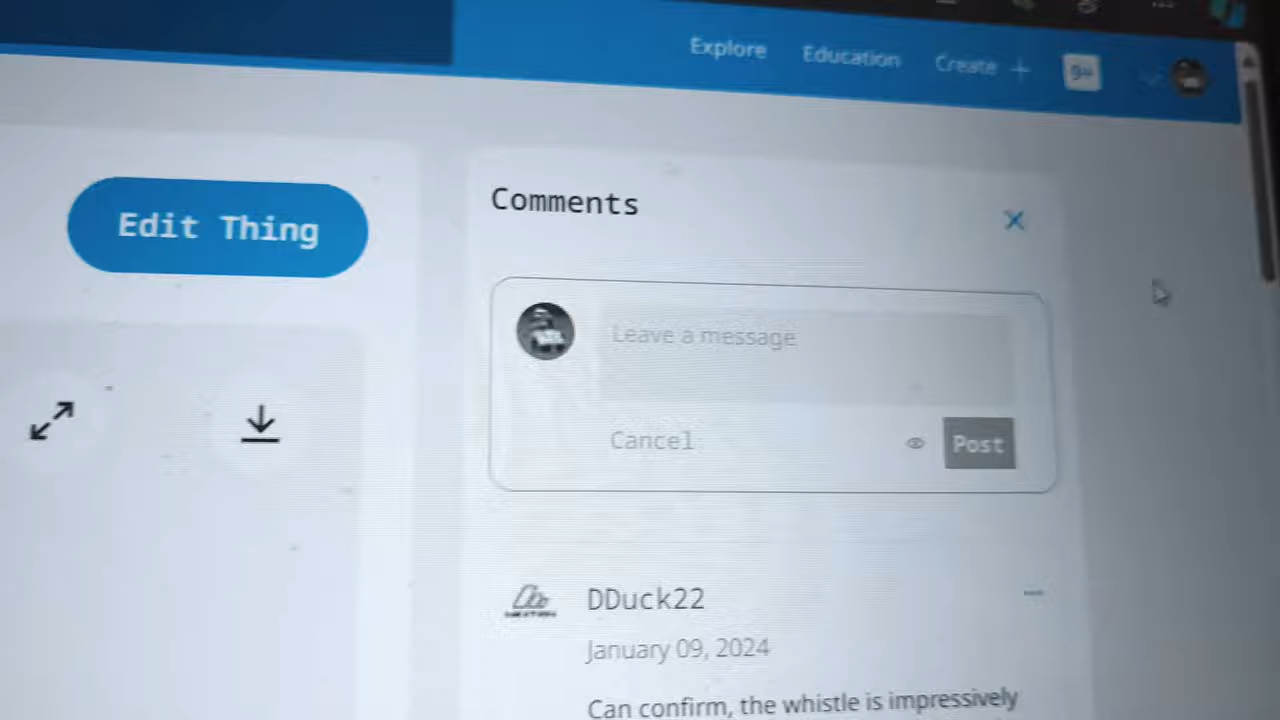 Explore Education Create +
9+
Edit Thing
Comments
Leave a message
Cancel
Post
DDuck22
January 09, 2024
Can confirm, the whistle is impressively